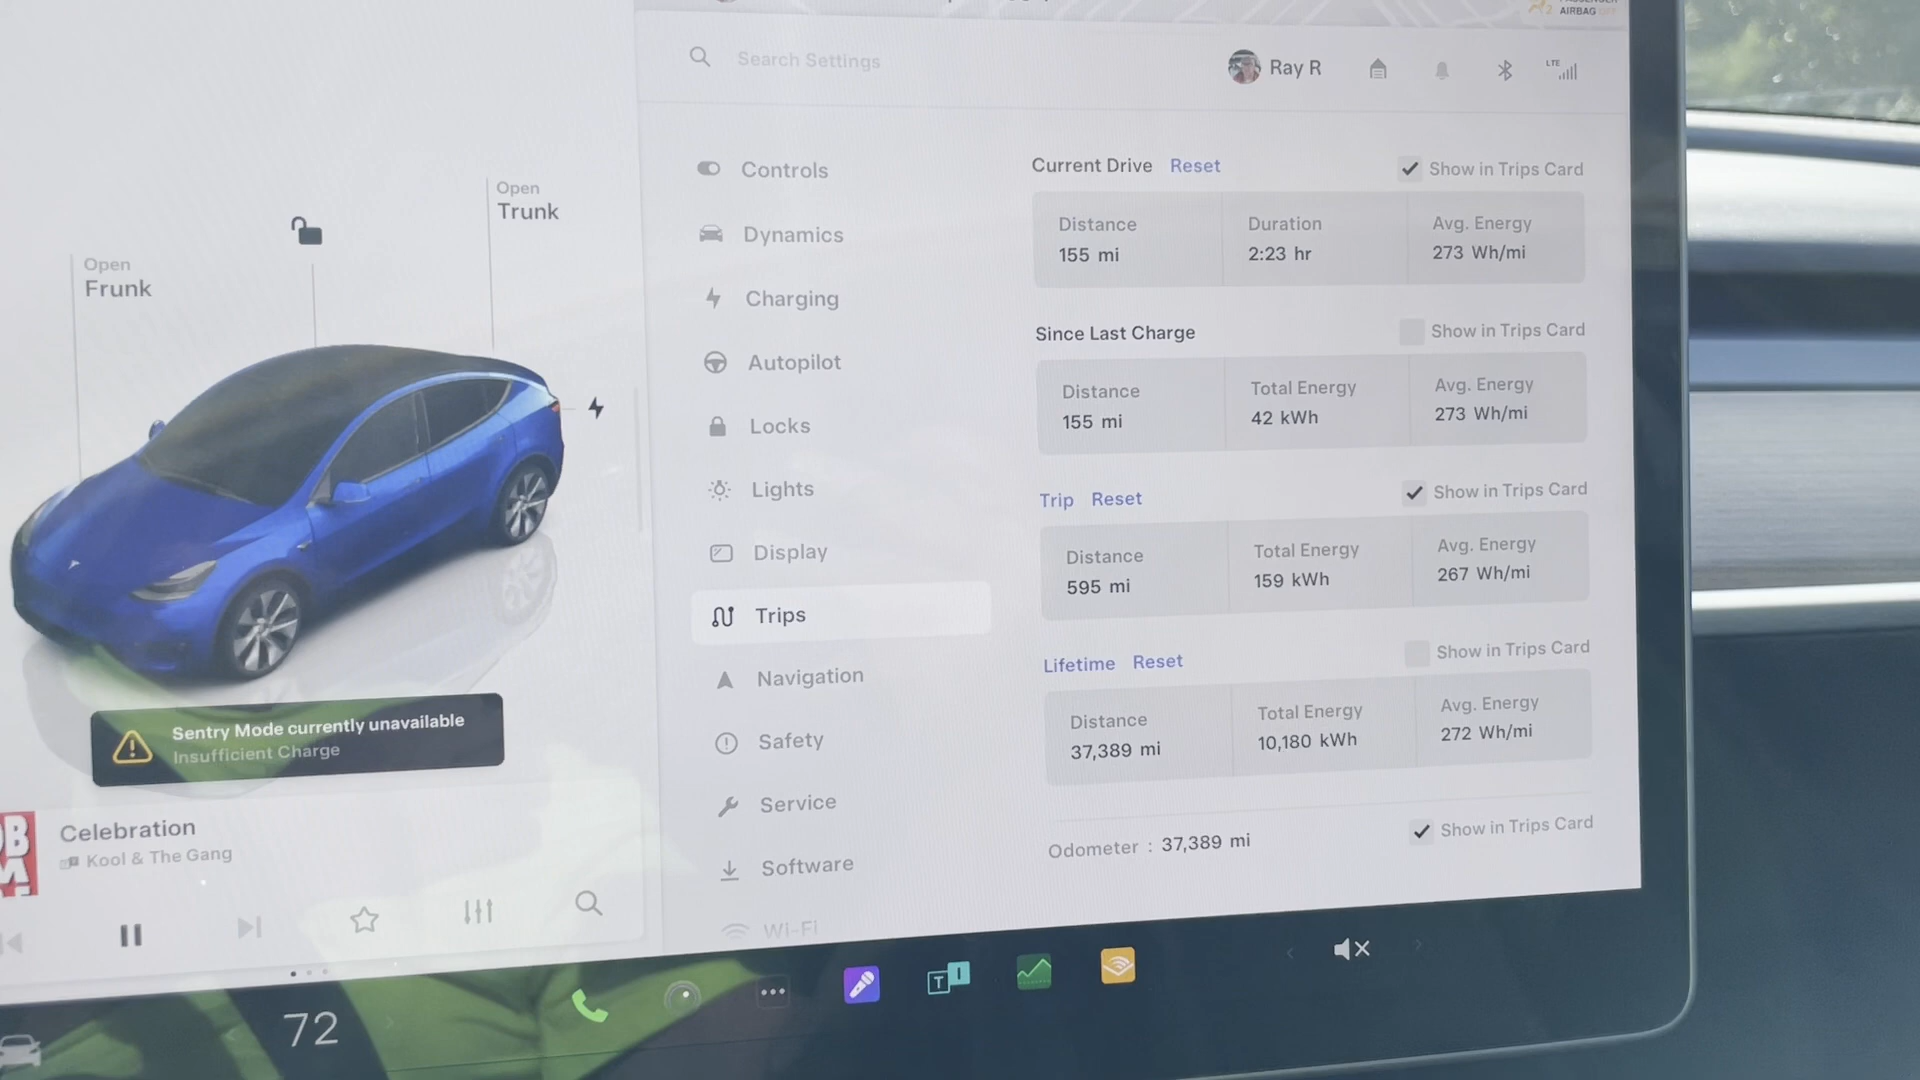 AIRBAG OFF
Search Settings
Ray R
LTE
Open
Trunk
Open
Frunk
Sentry Mode currently unavailable
Insufficient Charge
Celebration
Kool & The Gang
72
Controls
Dynamics
Charging
Autopilot
Locks
Lights
Display
Trips
Navigation
Safety
Service
Software
Wi-Fi
Current Drive Reset
Show in Trips Card
Distance
155 mi
Duration
2:23 hr
Avg. Energy
273 Wh/mi
Since Last Charge
Show in Trips Card
Distance
155 mi
Total Energy
42 kWh
Avg. Energy
273 Wh/mi
Trip Reset
Show in Trips Card
Distance
595 mi
Total Energy
159 kWh
Avg. Energy
267 Wh/mi
Lifetime Reset
Show in Trips Card
Distance
37,389 mi
Total Energy
10,180 kWh
Avg. Energy
272 Wh/mi
Odometer : 37,389 mi
Show in Trips Card
T I